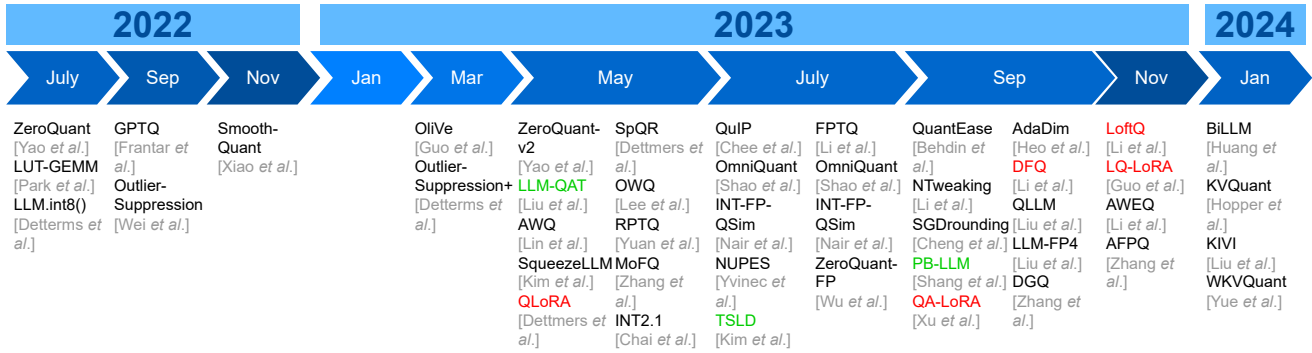 2022
2023
2024
July
Sep
Nov
Jan
Mar
May
July
Sep
Nov
Jan
ZeroQuant
[Yao et al.]
LUT-GEMM
[Park et al.]
LLM.int8()
[Detterms et
al.]
GPTQ
[Frantar et
al.]
Outlier-
Suppression
[Wei et al.]
Smooth-
Quant
[Xiao et al.]
OliVe
[Guo et al.]
Outlier-
Suppression+
[Detterms et
al.]
ZeroQuant-
v2
[Yao et al.]
LLM-QAT
[Liu et al.]
AWQ
[Lin et al.]
SqueezeLLM
[Kim et al.]
QLoRA
[Dettmers et
al.]
SpQR
[Dettmers et
al.]
OWQ
[Lee et al.]
RPTQ
[Yuan et al.]
MoFQ
[Zhang et
al.]
INT2.1
[Chai et al.]
QuIP
[Chee et al.]
OmniQuant
[Shao et al.]
INT-FP-
QSim
[Nair et al.]
NUPES
[Yvinec et
al.]
TSLD
[Kim et al.]
FPTQ
[Li et al.]
OmniQuant
[Shao et al.]
INT-FP-
QSim
[Nair et al.]
ZeroQuant-
FP
[Wu et al.]
QuantEase
[Behdin et
al.]
NTweaking
[Li et al.]
SGDrounding
[Cheng et al.]
PB-LLM
[Shang et al.]
QA-LoRA
[Xu et al.]
AdaDim
[Heo et al.]
DFQ
[Li et al.]
QLLM
[Liu et al.]
LLM-FP4
[Liu et al.]
DGQ
[Zhang et
al.]
LoftQ
[Li et al.]
LQ-LoRA
[Guo et al.]
AWEQ
[Li et al.]
AFPQ
[Zhang et
al.]
BiLLM
[Huang et
al.]
KVQuant
[Hopper et
al.]
KIVI
[Liu et al.]
WKVQuant
[Yue et al.]